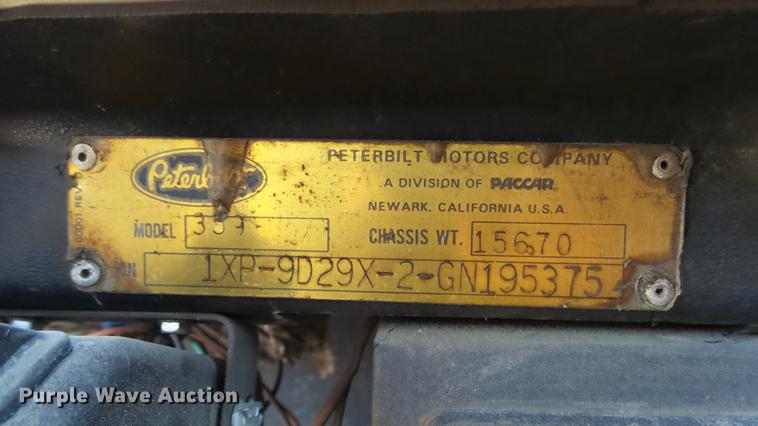 PETERBILT MOTORS COMPANY
Peterbilt
A DIVISION OF PACCAR
NEWARK, CALIFORNIA U.S.A.
MODEL 359 CHASSIS WT. 15670
1XP-9D29X-2-GN195375
Purple Wave Auction